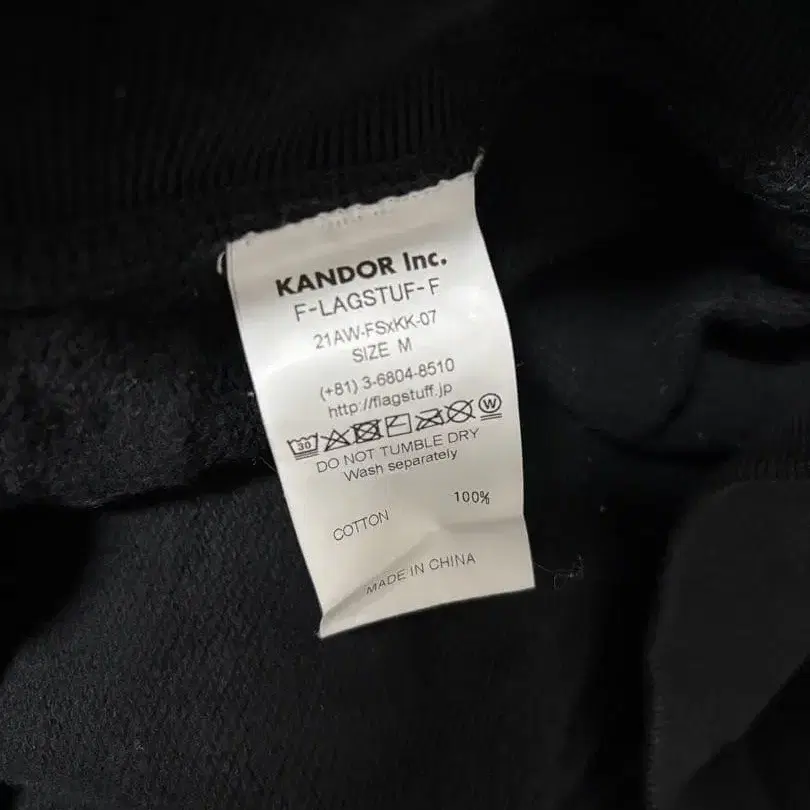 KANDOR Inc.
F-LAGSTUF-F
21AW-FSxKK-07
SIZE M
(+81) 3-6804-8510
http://flagstuff.jp
30 W
DO NOT TUMBLE DRY
Wash separately
COTTON 100%
MADE IN CHINA